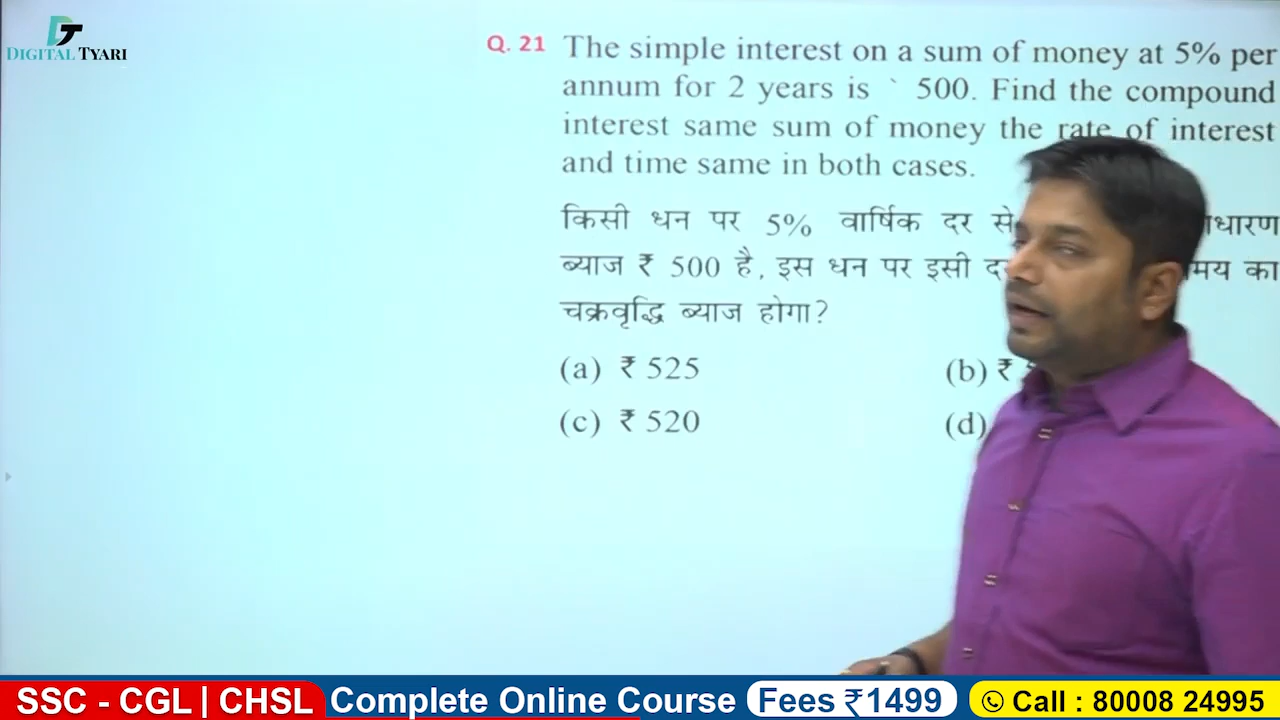 DT
DIGITAL TYARI
Q. 21 The simple interest on a sum of money at 5% per
annum for 2 years is ` 500. Find the compound
interest same sum of money the rate of interest
and time same in both cases.
किसी धन पर 5% वार्षिक दर से
ब्याज ₹ 500 है, इस धन पर इसी का
चक्रवृद्धि ब्याज होगा?
(a) ₹ 525 (b) ₹
(c) ₹ 520 (d)
SSC - CGL | CHSL Complete Online Course Fees ₹1499 Call : 80008 24995